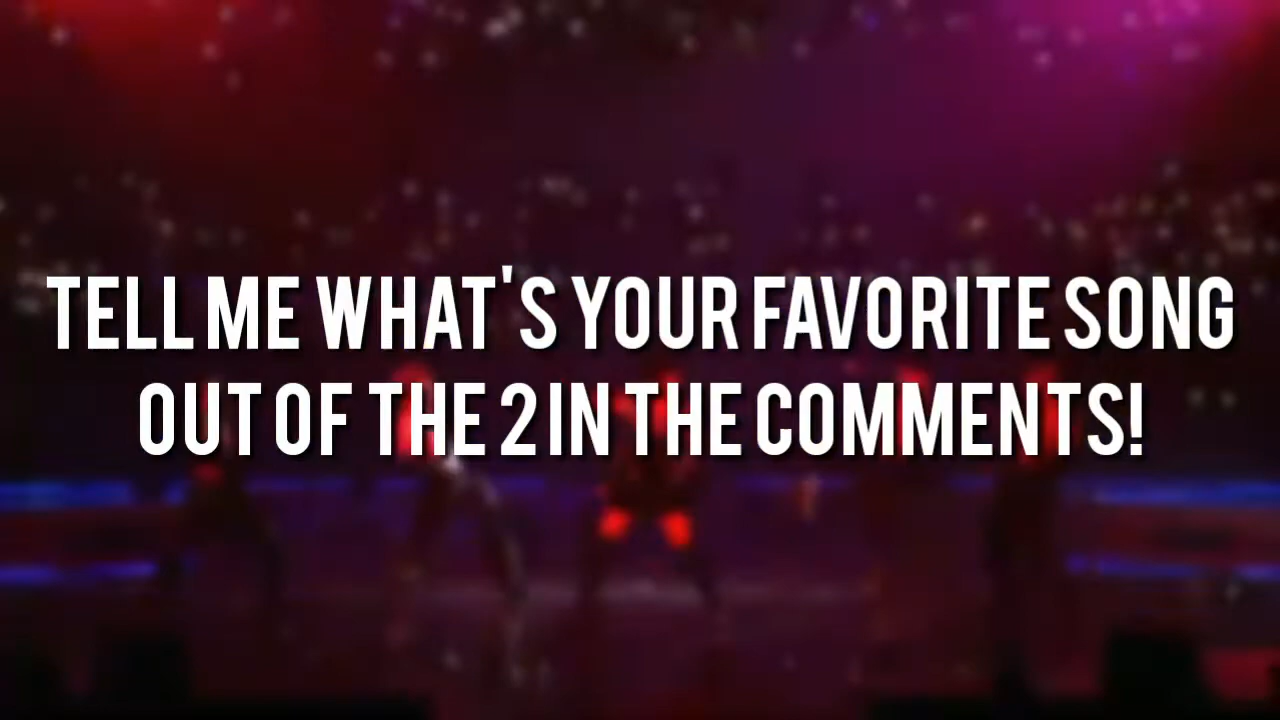 TELL ME WHAT'S YOUR FAVORITE SONG
OUT OF THE 2 IN THE COMMENTS!